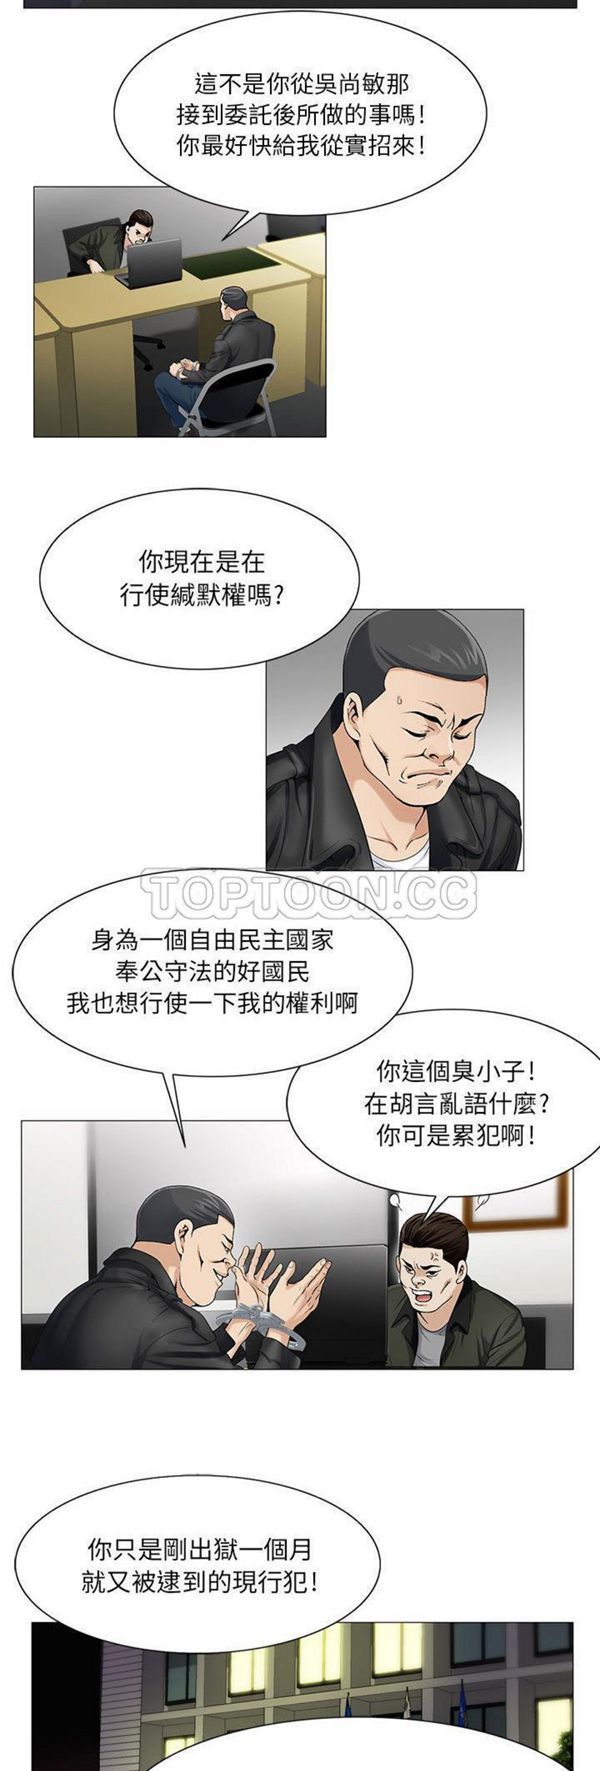 這不是你從吳尚敏那
接到委託後所做的事嗎!
你最好快給我從實招來!
你現在是在
行使緘默權嗎?
TOPTOON.CC
身為一個自由民主國家
奉公守法的好國民
我也想行使一下我的權利啊
你這個臭小子!
在胡言亂語什麼?
你可是累犯啊!
你只是剛出獄一個月
就又被逮到的現行犯!